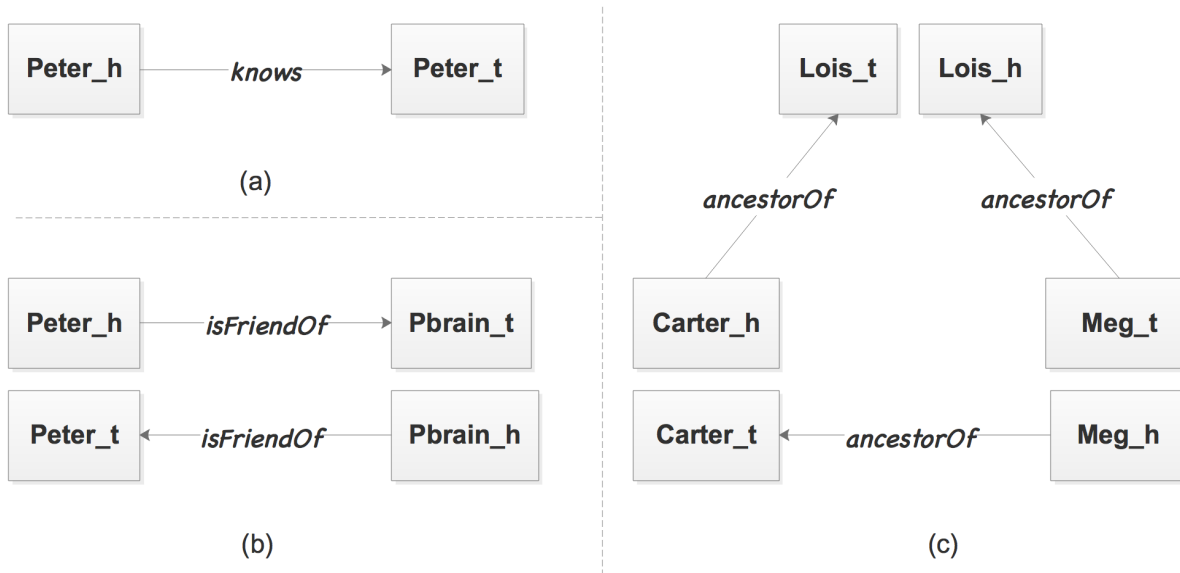 Peter_h knows Peter_t
(a)
Peter_h isFriendOf Pbrain_t
Peter_t isFriendOf Pbrain_h
(b)
Lois_t Lois_h
ancestorOf ancestorOf
Carter_h Meg_t
Carter_t ancestorOf Meg_h
(c)